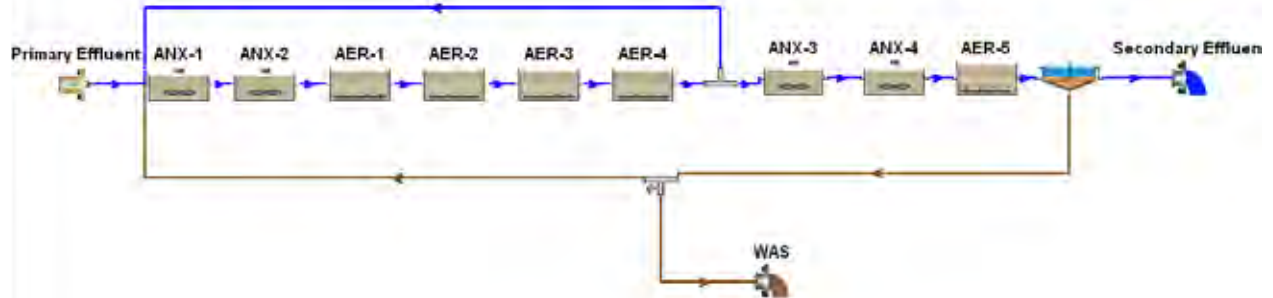 Primary Effluent
ANX-1
ANX-2
AER-1
AER-2
AER-3
AER-4
ANX-3
ANX-4
AER-5
Secondary Effluen
WAS